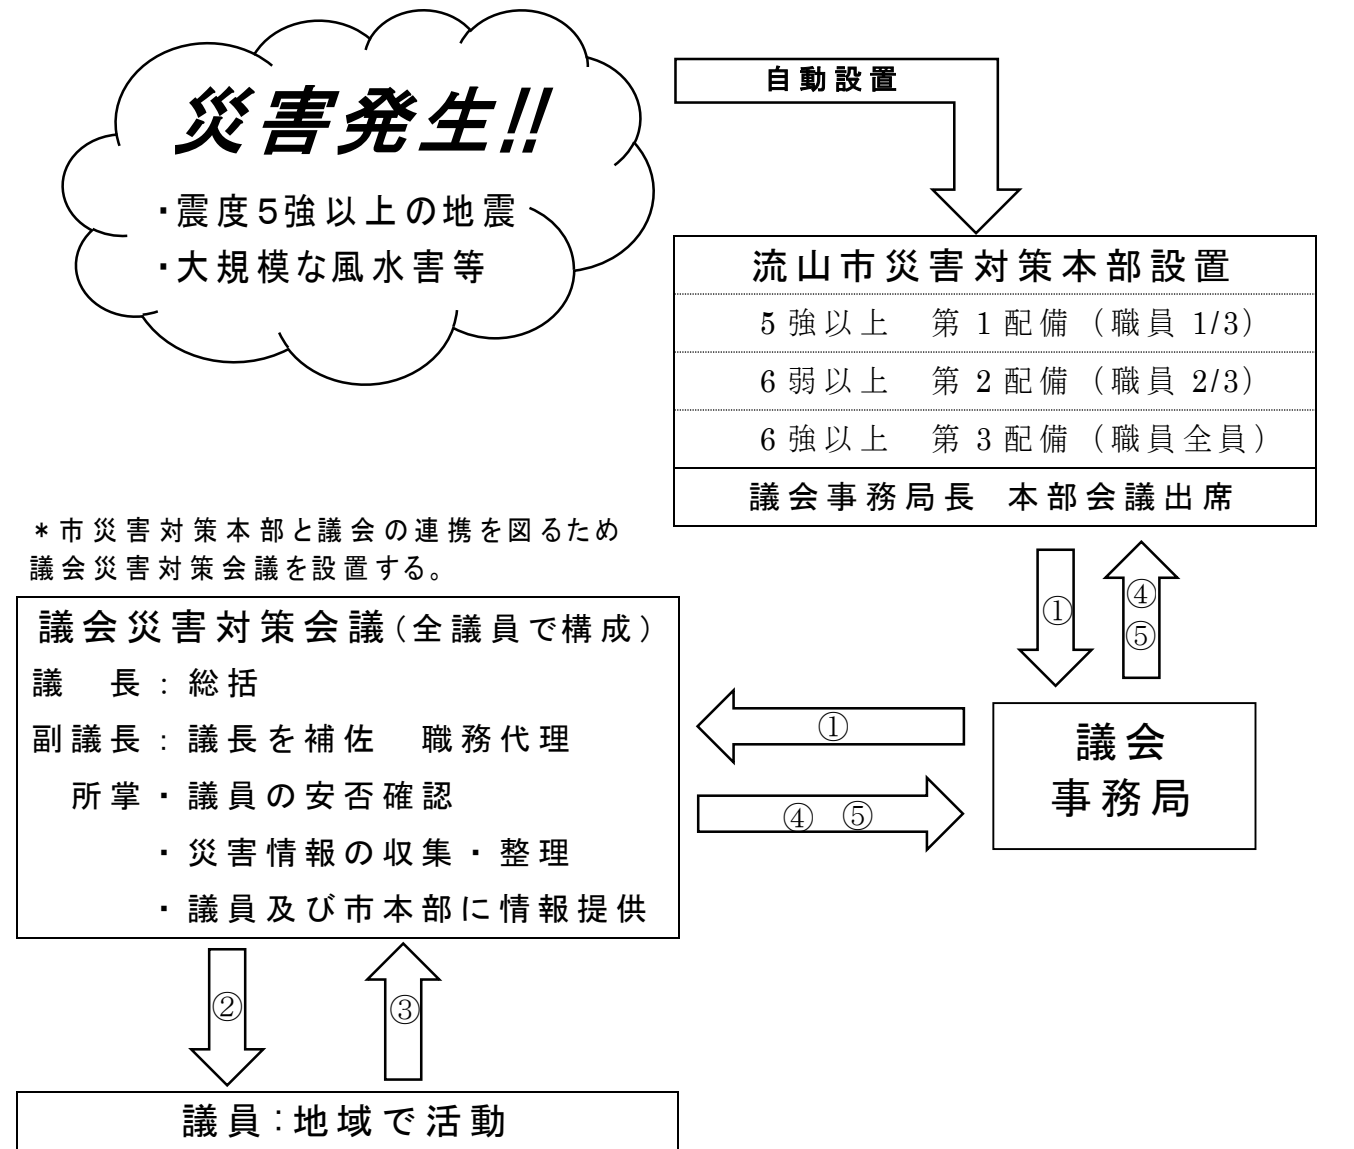 災害発生!!
・震度5強以上の地震
・大規模な風水害等
自動設置
流山市災害対策本部設置
5強以上　第1配備（職員1/3）
6弱以上　第2配備（職員2/3）
6強以上　第3配備（職員全員）
議会事務局長　本部会議出席
＊市災害対策本部と議会の連携を図るため
議会災害対策会議を設置する。
①
④
⑤
議会災害対策会議(全議員で構成)
議　長：総括
副議長：議長を補佐　職務代理
所掌・議員の安否確認
・災害情報の収集・整理
・議員及び市本部に情報提供
①
④　⑤
議会
事務局
②
③
議員：地域で活動